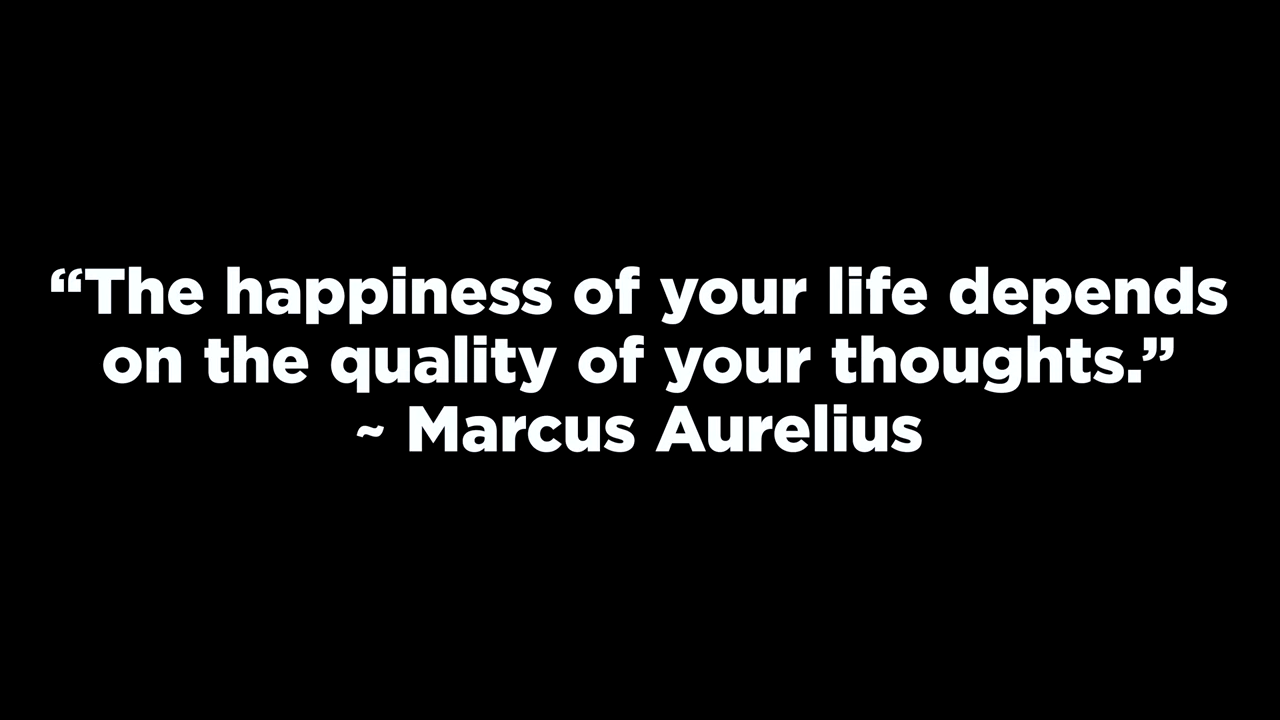 “The happiness of your life depends
on the quality of your thoughts.”
~ Marcus Aurelius